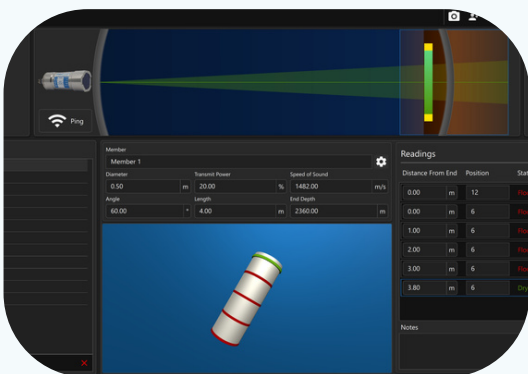 Ping
Member
Member 1
Diameter Transmit Power Speed of Sound
0.50 m 20.00 % 1482.00 m/s
Angle Length End Depth
60.00 ° 4.00 m 2360.00 m
Readings
Distance From End Position
0.00 m 12
0.00 m 6
1.00 m 6
2.00 m 6
3.00 m 6
3.80 m 6 Dry
Notes